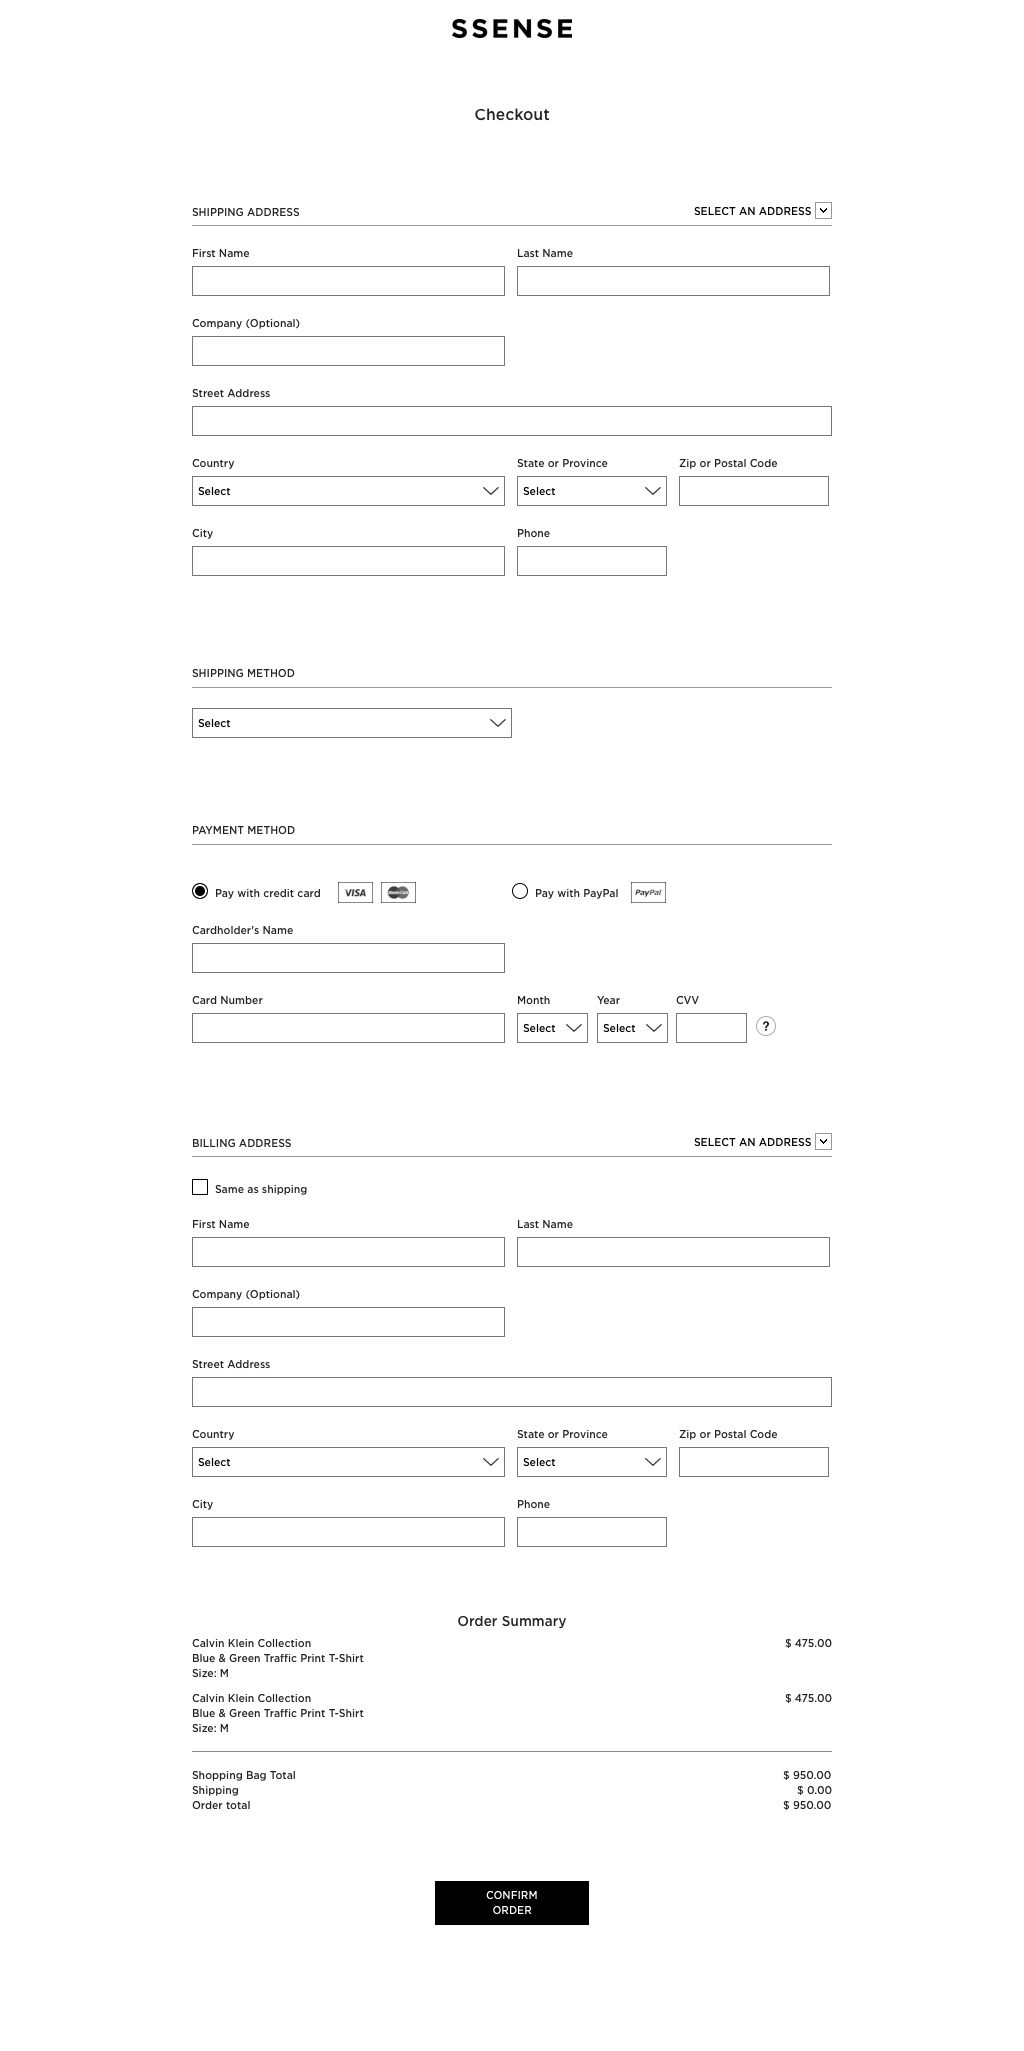 SSENSE
Checkout
SHIPPING ADDRESS
SELECT AN ADDRESS
First Name
Last Name
Company (Optional)
Street Address
Country
State or Province
Zip or Postal Code
Select
Select
City
Phone
SHIPPING METHOD
Select
PAYMENT METHOD
Pay with credit card
VISA
MasterCard
Pay with PayPal
PayPal
Cardholder's Name
Card Number
Month
Year
CVV
Select
Select
?
BILLING ADDRESS
SELECT AN ADDRESS
Same as shipping
First Name
Last Name
Company (Optional)
Street Address
Country
State or Province
Zip or Postal Code
Select
Select
City
Phone
Order Summary
Calvin Klein Collection
$ 475.00
Blue & Green Traffic Print T-Shirt
Size: M
Calvin Klein Collection
$ 475.00
Blue & Green Traffic Print T-Shirt
Size: M
Shopping Bag Total
$ 950.00
Shipping
$ 0.00
Order total
$ 950.00
CONFIRM
ORDER